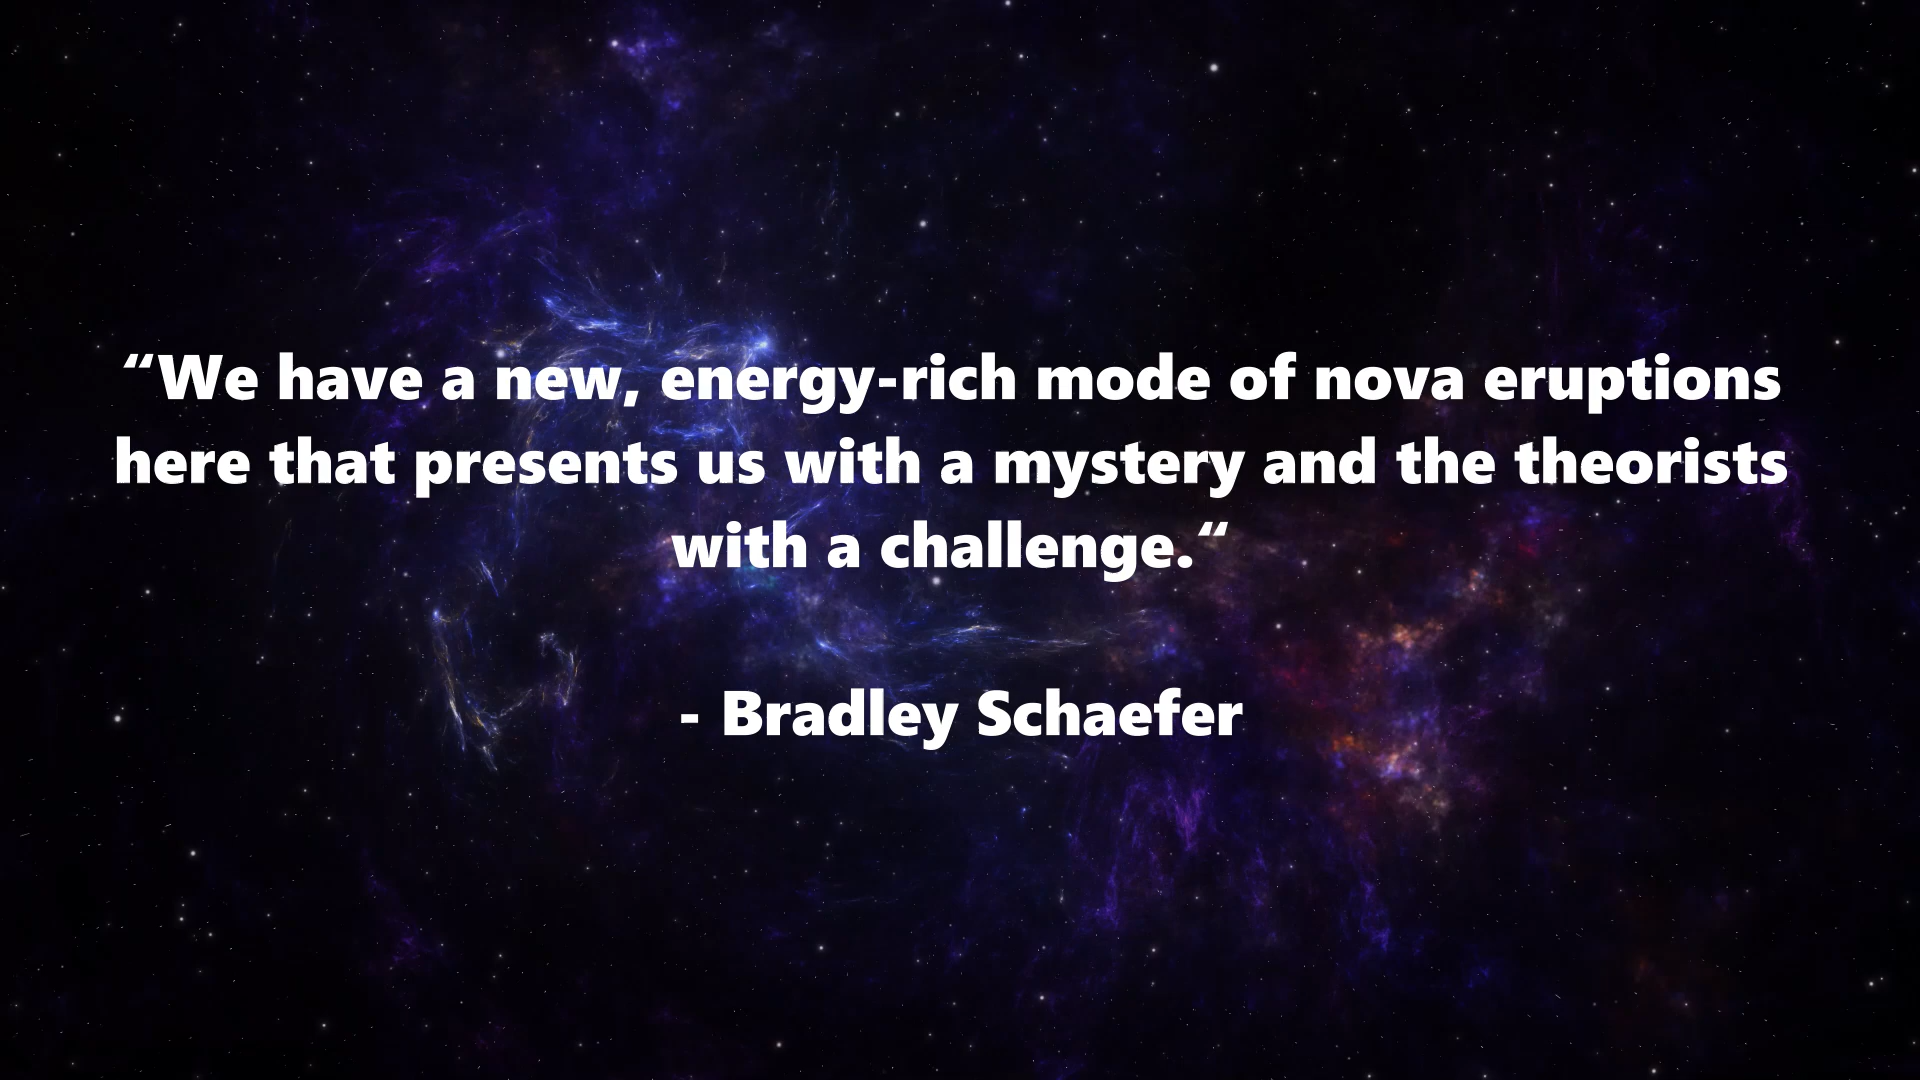 “We have a new, energy-rich mode of nova eruptions
here that presents us with a mystery and the theorists
with a challenge.“
- Bradley Schaefer